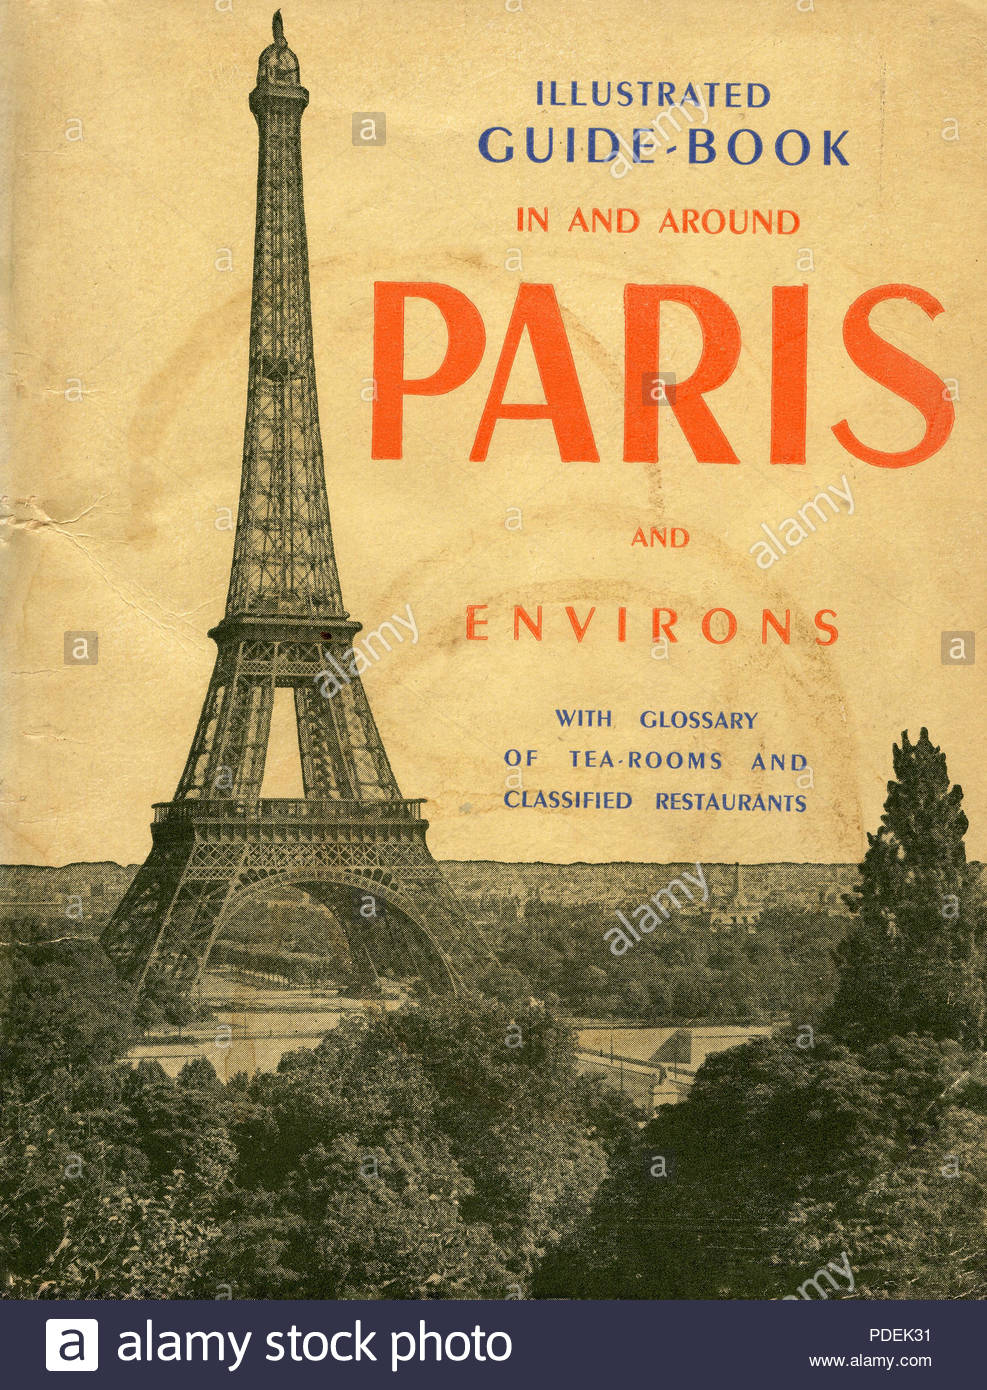 ILLUSTRATED
GUIDE-BOOK
IN AND AROUND
PARIS
AND
ENVIRONS
WITH GLOSSARY
OF TEA-ROOMS AND
CLASSIFIED RESTAURANTS
a alamy stock photo
PDEK31
www.alamy.com